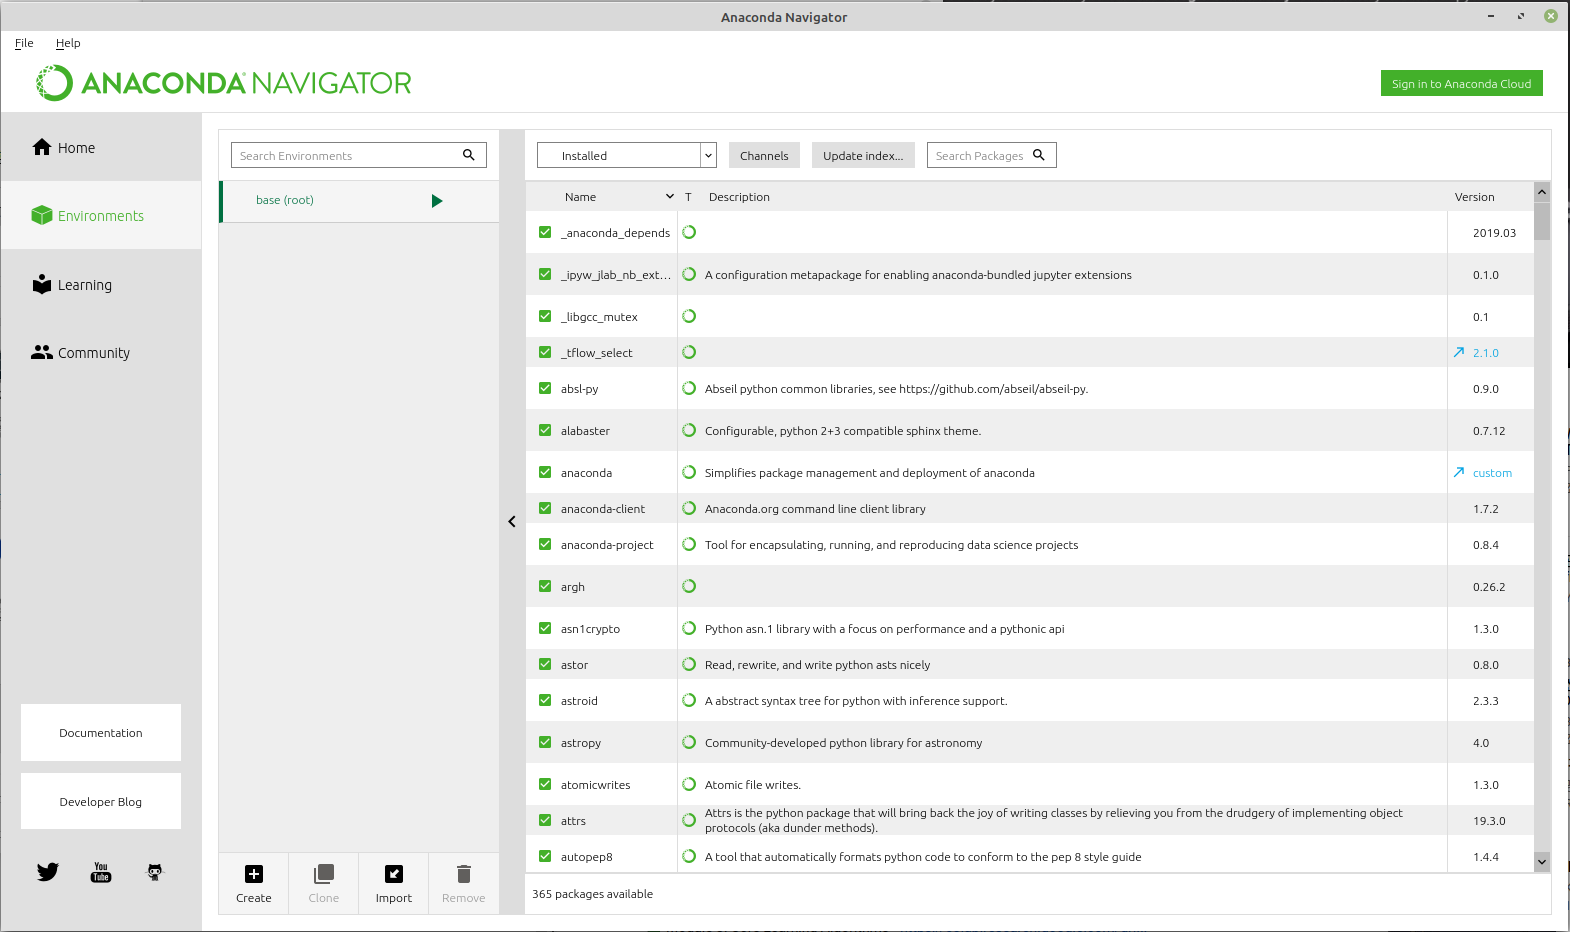 Anaconda Navigator
File Help
ANACONDA NAVIGATOR
Sign in to Anaconda Cloud
Home
Environments
Learning
Community
Documentation
Developer Blog
You
Tube
Search Environments
base (root)
Create Clone Import Remove
Installed Channels Update index... Search Packages
Name T Description Version
_anaconda_depends 2019.03
_ipyw_jlab_nb_ext... A configuration metapackage for enabling anaconda-bundled jupyter extensions 0.1.0
_libgcc_mutex 0.1
_tflow_select 2.1.0
absl-py Abseil python common libraries, see https://github.com/abseil/abseil-py. 0.9.0
alabaster Configurable, python 2+3 compatible sphinx theme. 0.7.12
anaconda Simplifies package management and deployment of anaconda custom
anaconda-client Anaconda.org command line client library 1.7.2
anaconda-project Tool for encapsulating, running, and reproducing data science projects 0.8.4
argh 0.26.2
asn1crypto Python asn.1 library with a focus on performance and a pythonic api 1.3.0
astor Read, rewrite, and write python asts nicely 0.8.0
astroid A abstract syntax tree for python with inference support. 2.3.3
astropy Community-developed python library for astronomy 4.0
atomicwrites Atomic file writes. 1.3.0
attrs Attrs is the python package that will bring back the joy of writing classes by relieving you from the drudgery of implementing object
protocols (aka dunder methods). 19.3.0
autopep8 A tool that automatically formats python code to conform to the pep 8 style guide 1.4.4
365 packages available